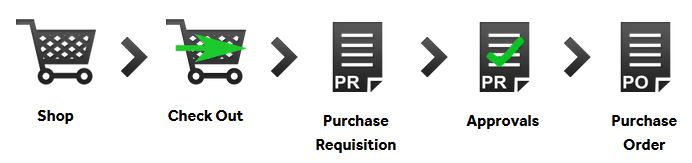 PR
PR
PO
Shop
Check Out
Purchase
Requisition
Approvals
Purchase
Order